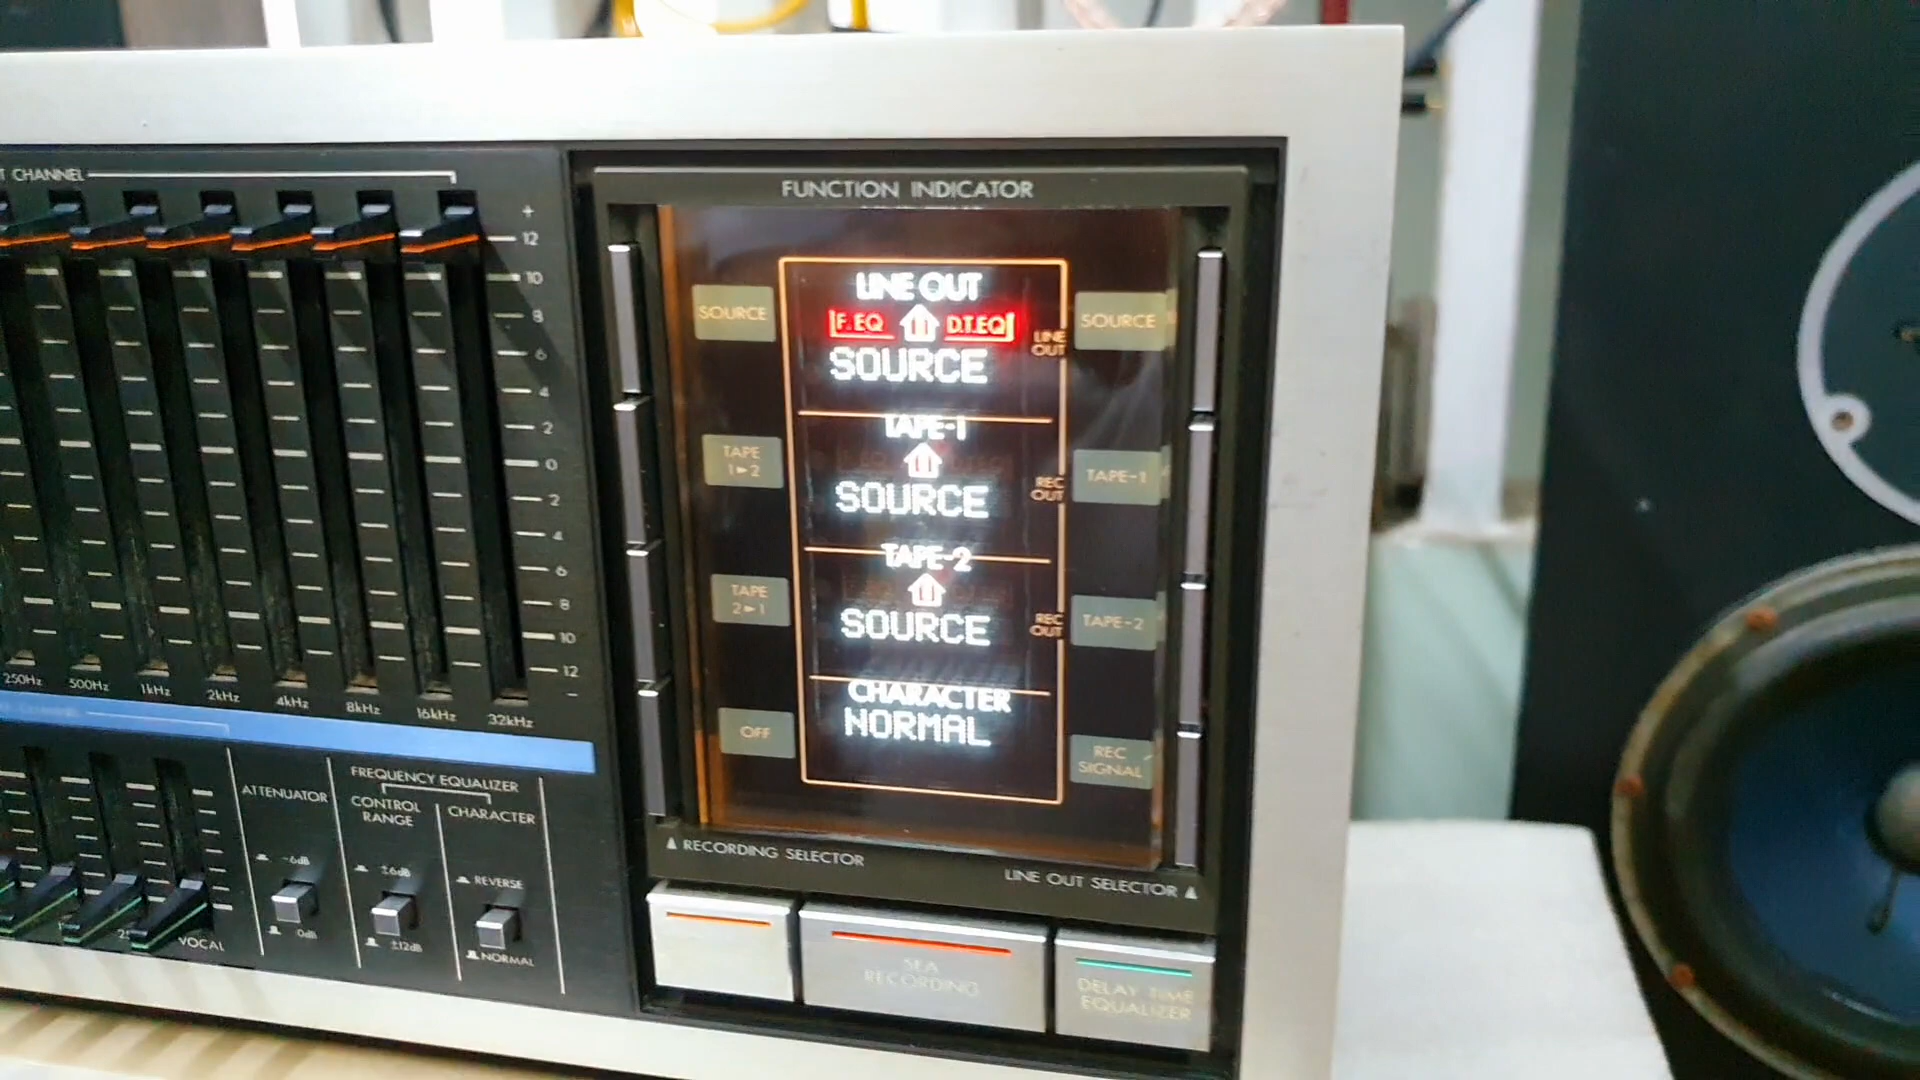 T CHANNEL
+
12
10
8
6
4
2
0
2
4
6
8
10
12
−
250Hz 500Hz 1kHz 2kHz 4kHz 8kHz 16kHz 32kHz
ATTENUATOR
-6dB
0dB
FREQUENCY EQUALIZER
CONTROL RANGE
±6dB
±12dB
CHARACTER
REVERSE
NORMAL
VOCAL
FUNCTION INDICATOR
SOURCE
TAPE
1►2
TAPE
2►1
OFF
LINE OUT
F.EQ D.T.EQ
SOURCE
TAPE-1
SOURCE
TAPE-2
SOURCE
CHARACTER
NORMAL
LINE
OUT
REC
OUT
REC
OUT
SOURCE
TAPE-1
TAPE-2
REC
SIGNAL
▲ RECORDING SELECTOR
LINE OUT SELECTOR ▲
SEA
RECORDING
DELAY TIME
EQUALIZER